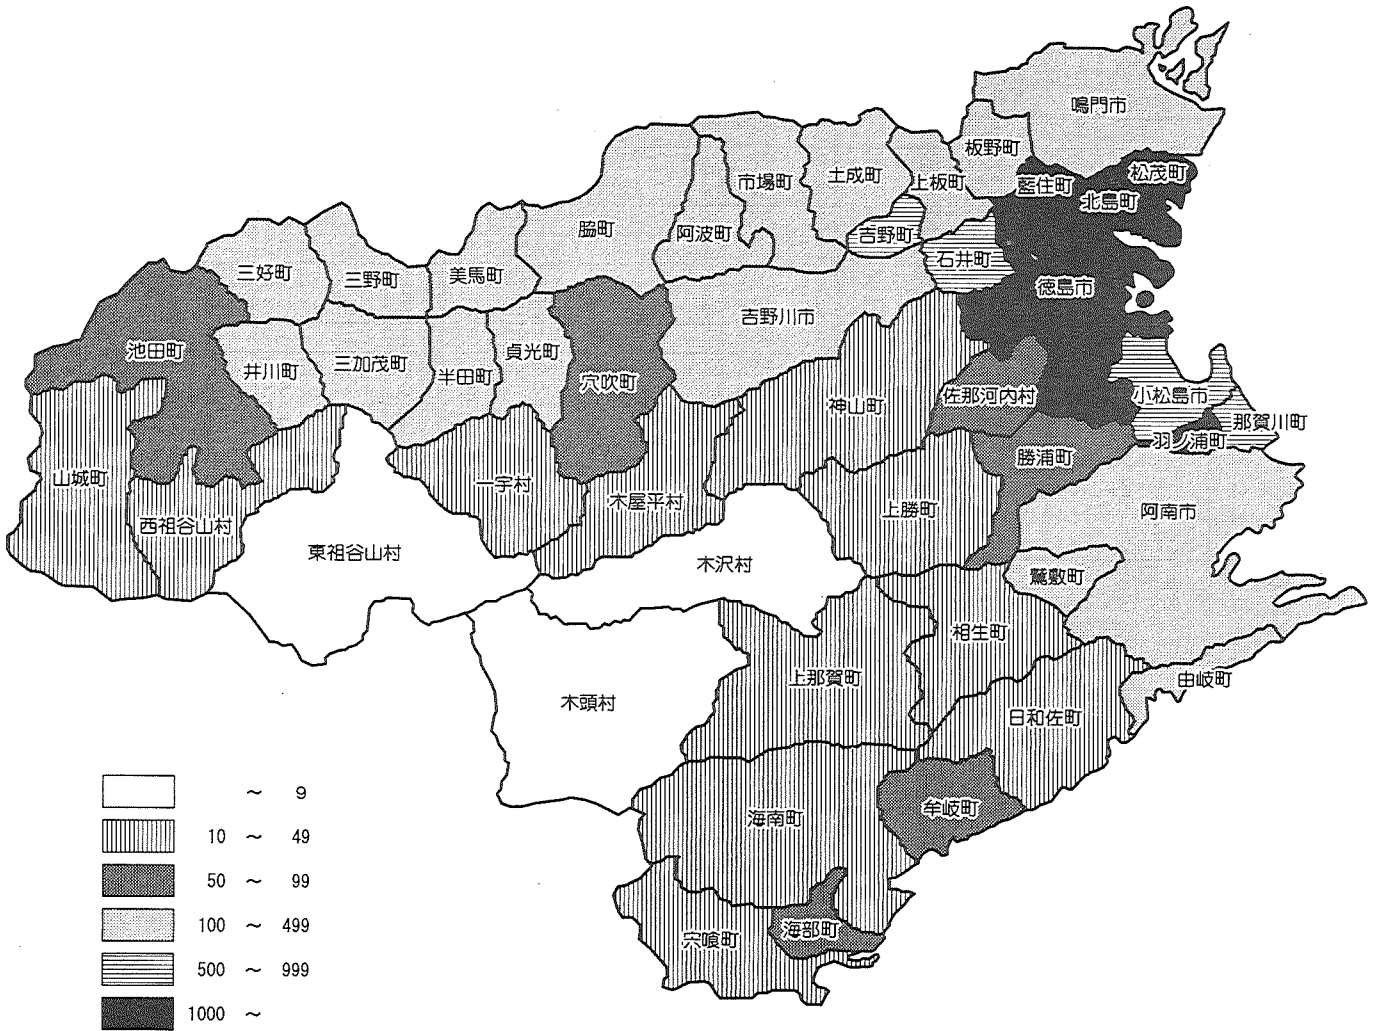 鳴門市
板野町
松茂町
藍住町
北島町
上板町
土成町
市場町
吉野町
阿波町
脇町
石井町
三好町
三野町
美馬町
徳島市
吉野川市
池田町
井川町
三加茂町
半田町
貞光町
穴吹町
神山町
佐那河内村
小松島市
那賀川町
羽ノ浦町
勝浦町
山城町
西祖谷山村
一宇村
木屋平村
上勝町
阿南市
東祖谷山村
木沢村
鷲敷町
相生町
上那賀町
由岐町
木頭村
日和佐町
海南町
牟岐町
海部町
穴喰町
～ 9
10 ～ 49
50 ～ 99
100 ～ 499
500 ～ 999
1000 ～